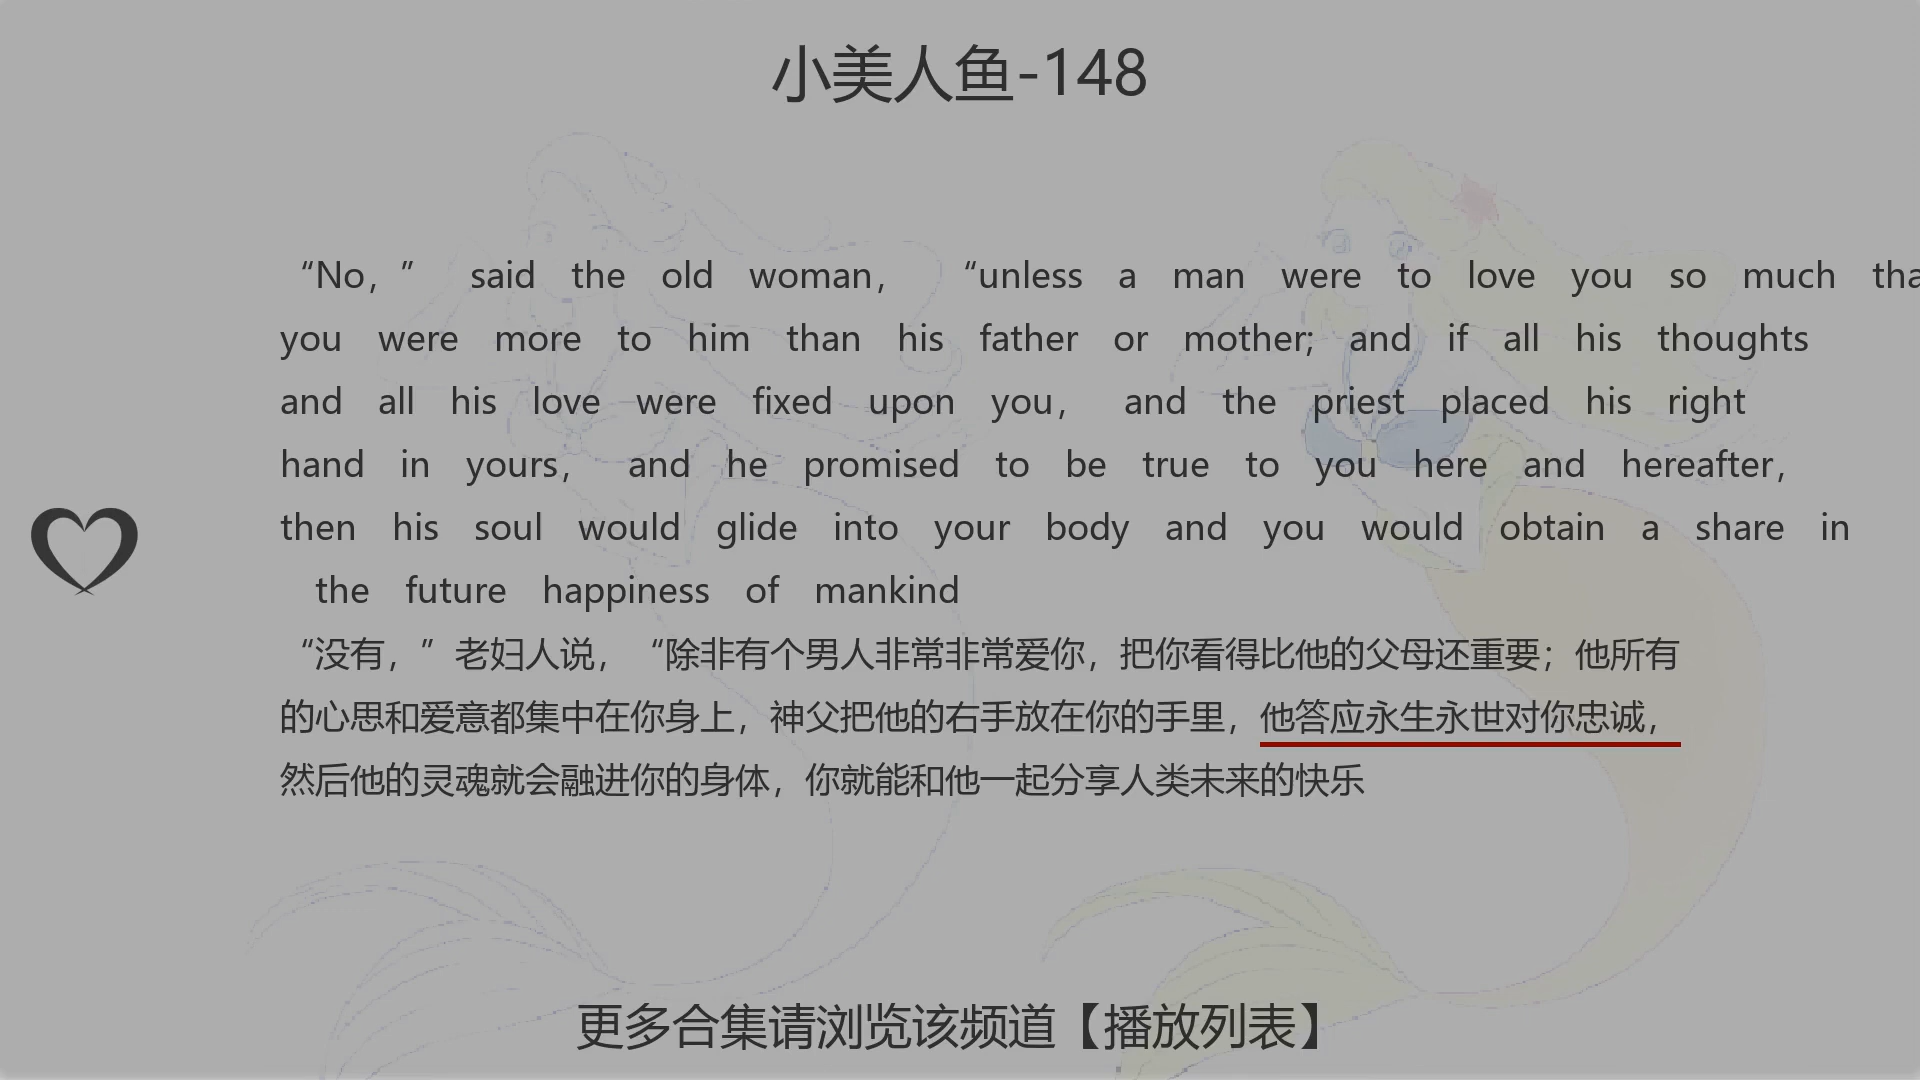 小美人鱼-148
“No，” said the old woman， “unless a man were to love you so much
you were more to him than his father or mother; and if all his thoughts
and all his love were fixed upon you， and the priest placed his right
hand in yours， and he promised to be true to you here and hereafter，
then his soul would glide into your body and you would obtain a share in
the future happiness of mankind
“没有，”老妇人说，“除非有个男人非常非常爱你，把你看得比他的父母还重要；他所有
的心思和爱意都集中在你身上，神父把他的右手放在你的手里，他答应永生永世对你忠诚，
然后他的灵魂就会融进你的身体，你就能和他一起分享人类未来的快乐
更多合集请浏览该频道【播放列表】